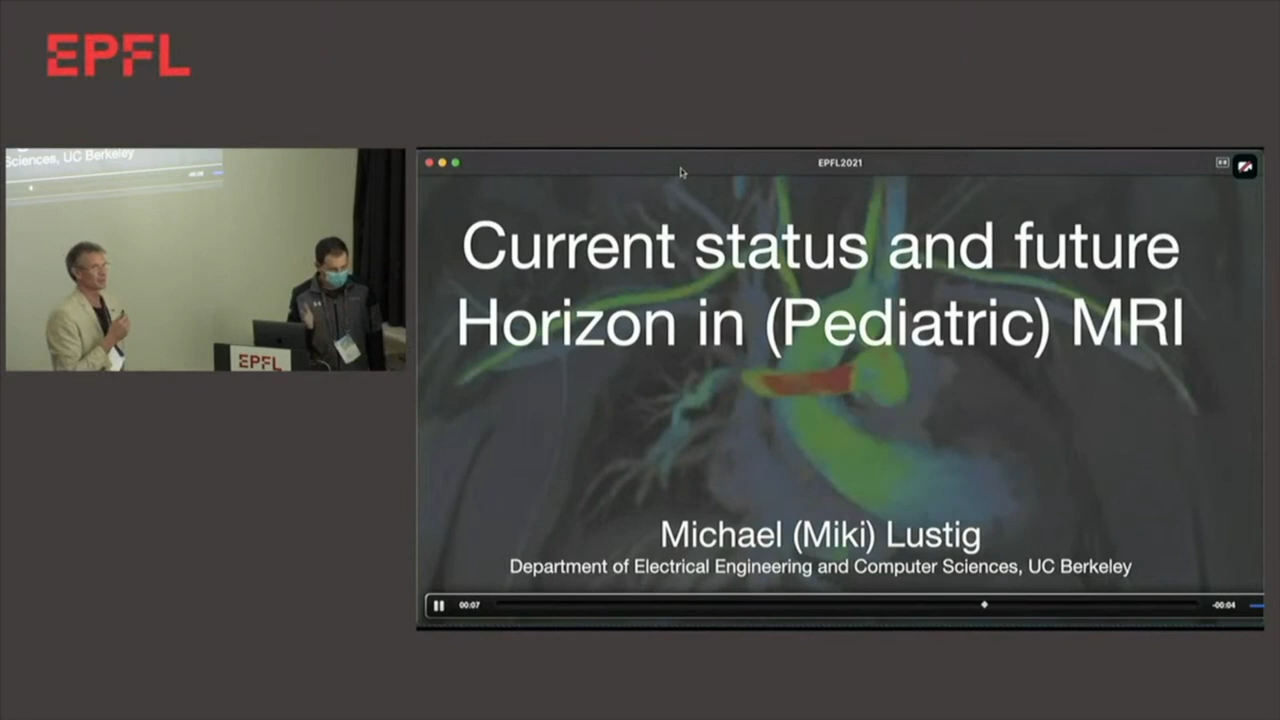 EPFL
Sciences, UC Berkeley
EPFL
EPFL2021
Current status and future
Horizon in (Pediatric) MRI
Michael (Miki) Lustig
Department of Electrical Engineering and Computer Sciences, UC Berkeley
00:07
-00:04